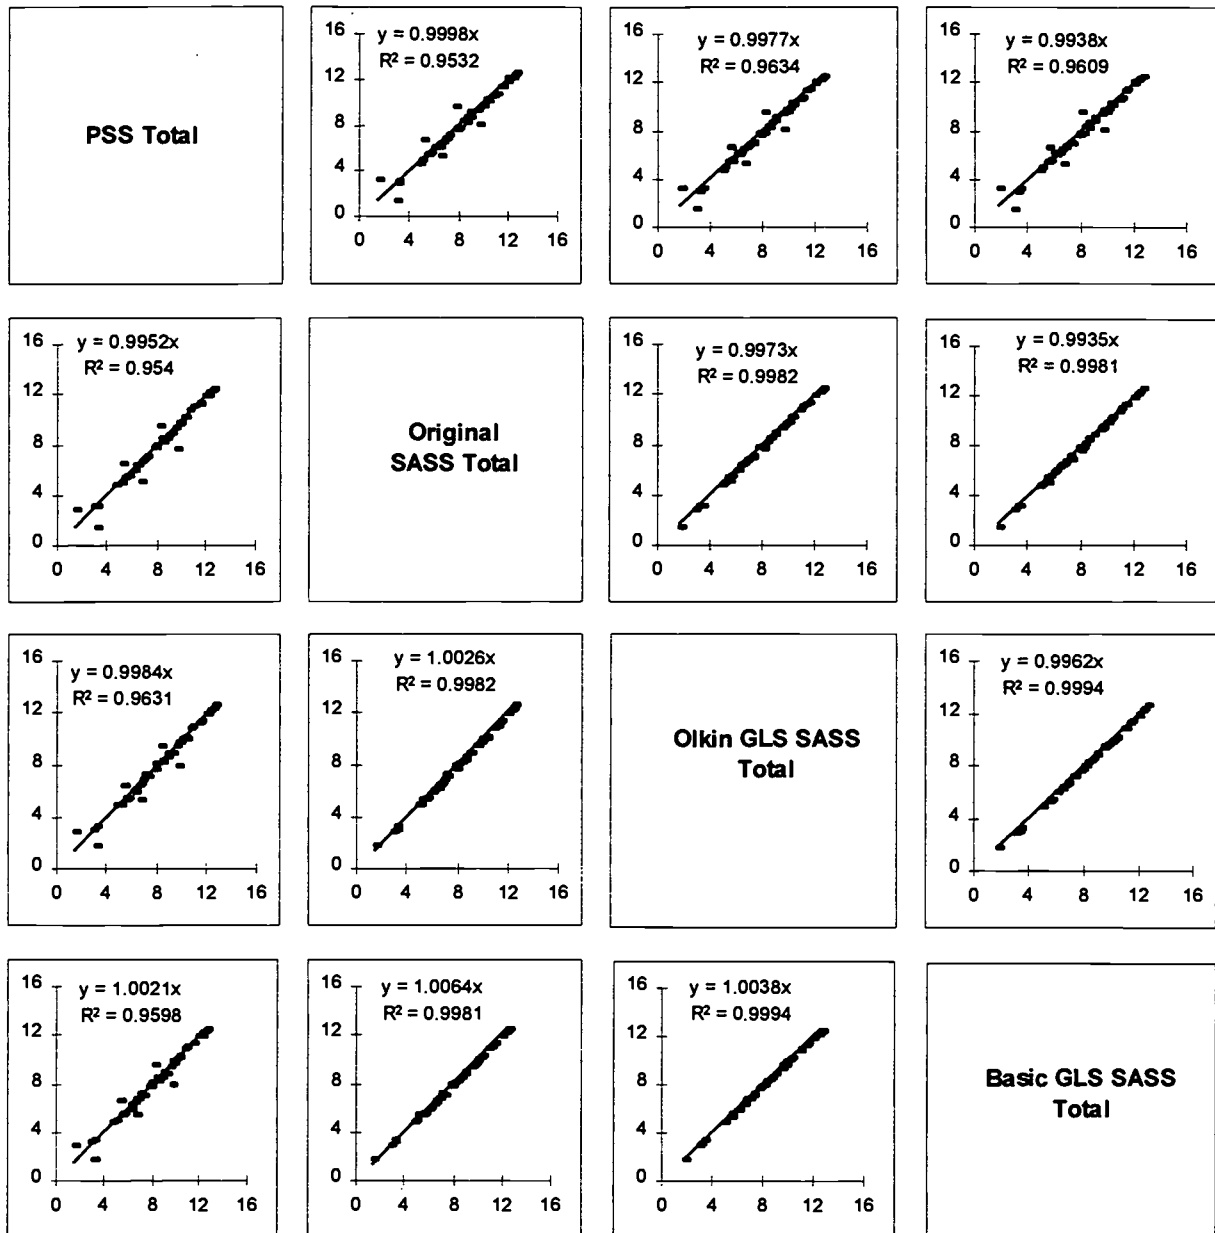 PSS Total
y = 0.9998x
R² = 0.9532
16
12
8
4
0
0 4 8 12 16
y = 0.9977x
R² = 0.9634
16
12
8
4
0
0 4 8 12 16
y = 0.9938x
R² = 0.9609
16
12
8
4
0
0 4 8 12 16
y = 0.9952x
R² = 0.954
16
12
8
4
0
0 4 8 12 16
Original
SASS Total
y = 0.9973x
R² = 0.9982
16
12
8
4
0
0 4 8 12 16
y = 0.9935x
R² = 0.9981
16
12
8
4
0
0 4 8 12 16
y = 0.9984x
R² = 0.9631
16
12
8
4
0
0 4 8 12 16
y = 1.0026x
R² = 0.9982
16
12
8
4
0
0 4 8 12 16
Olkin GLS SASS
Total
y = 0.9962x
R² = 0.9994
16
12
8
4
0
0 4 8 12 16
y = 1.0021x
R² = 0.9598
16
12
8
4
0
0 4 8 12 16
y = 1.0064x
R² = 0.9981
16
12
8
4
0
0 4 8 12 16
y = 1.0038x
R² = 0.9994
16
12
8
4
0
0 4 8 12 16
Basic GLS SASS
Total